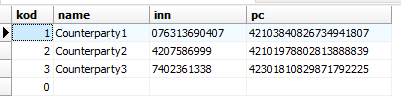 kod name inn pc
1 Counterparty1 076313690407 42103840826734941807
2 Counterparty2 4207586999 42101978802813888839
3 Counterparty3 7402361338 42301810829871792225
0